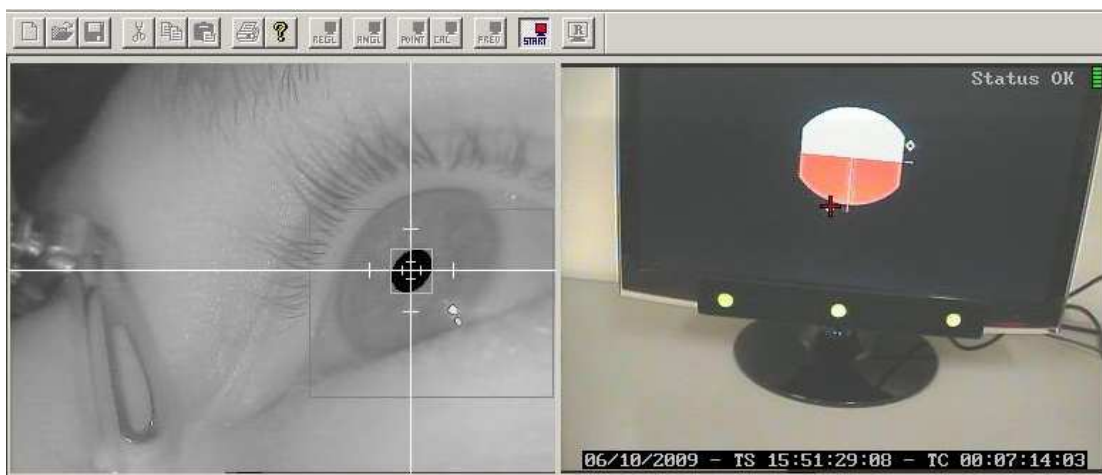 REGL ANGL POINT CAL PREU START R
Status OK
06/10/2009 - TS 15:51:29:08 - TC 00:07:14:03